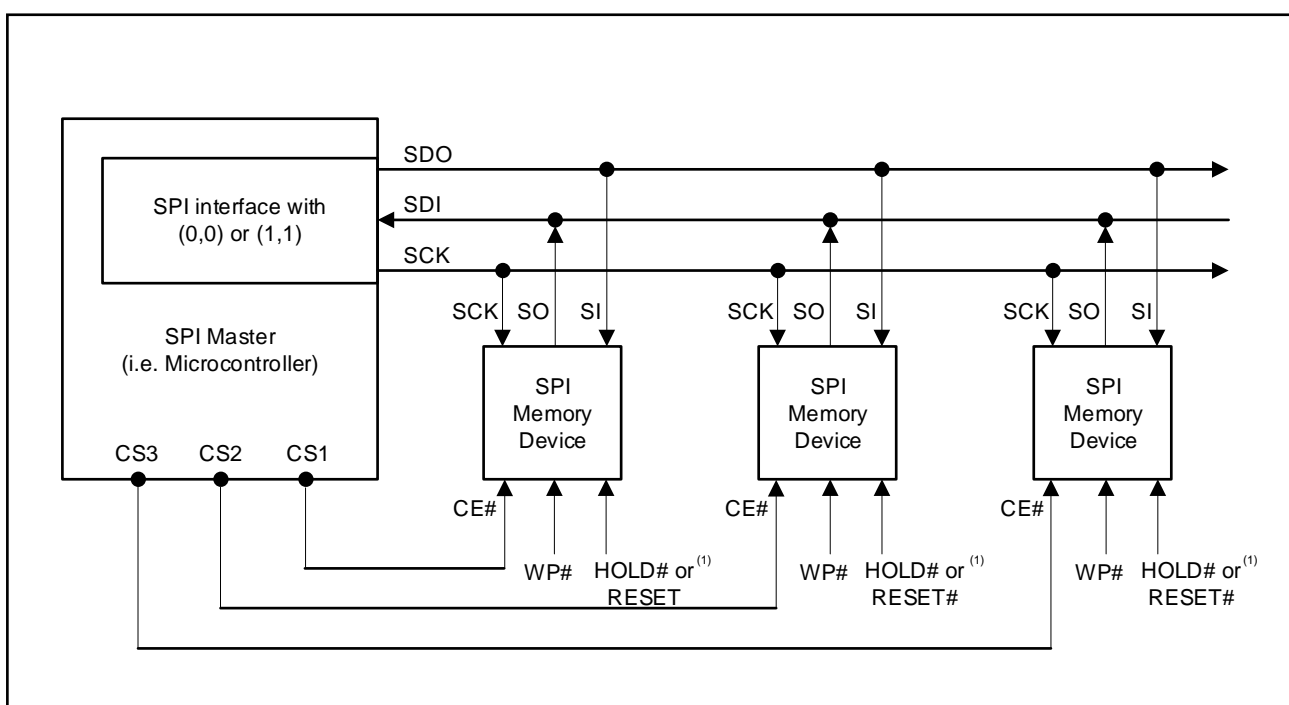 SDO
SPI interface with
(0,0) or (1,1)
SDI
SCK
SPI Master
(i.e. Microcontroller)
SCK SO SI
SCK SO SI
SCK SO SI
SPI
Memory
Device
SPI
Memory
Device
SPI
Memory
Device
CS3 CS2 CS1
CE#
WP#
HOLD# or (1)
RESET
CE#
WP#
HOLD# or (1)
RESET#
CE#
WP#
HOLD# or (1)
RESET#